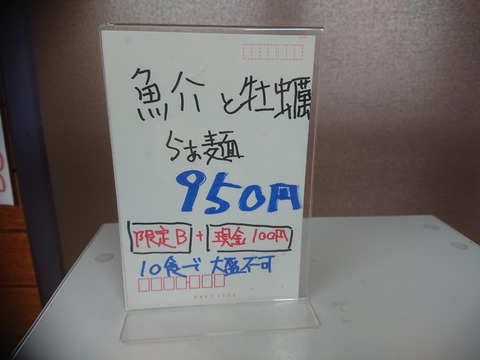 魚介と牡蠣
らぁ麺
950円
限定B + 現金100円
10食で 大盛不可